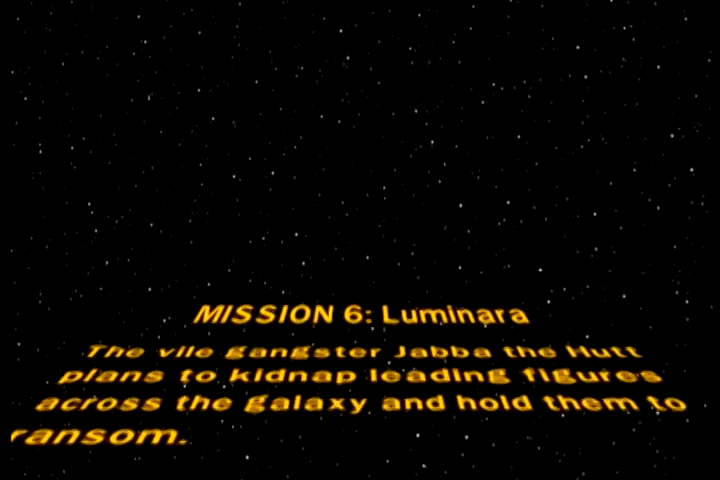 MISSION 6: Luminara
The vile gangster Jabba the Hutt
plans to kidnap leading figures
across the galaxy and hold them to
ransom.